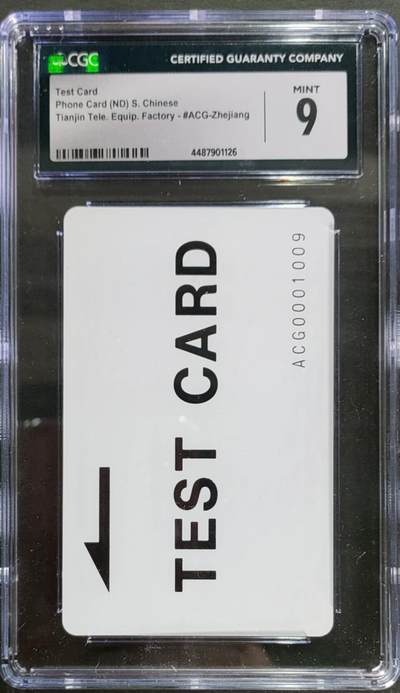 CGC
CERTIFIED GUARANTY COMPANY
Test Card
Phone Card (ND) S. Chinese
Tianjin Tele. Equip. Factory - #ACG-Zhejiang
MINT
9
4487901126
TEST CARD
ACG00001009